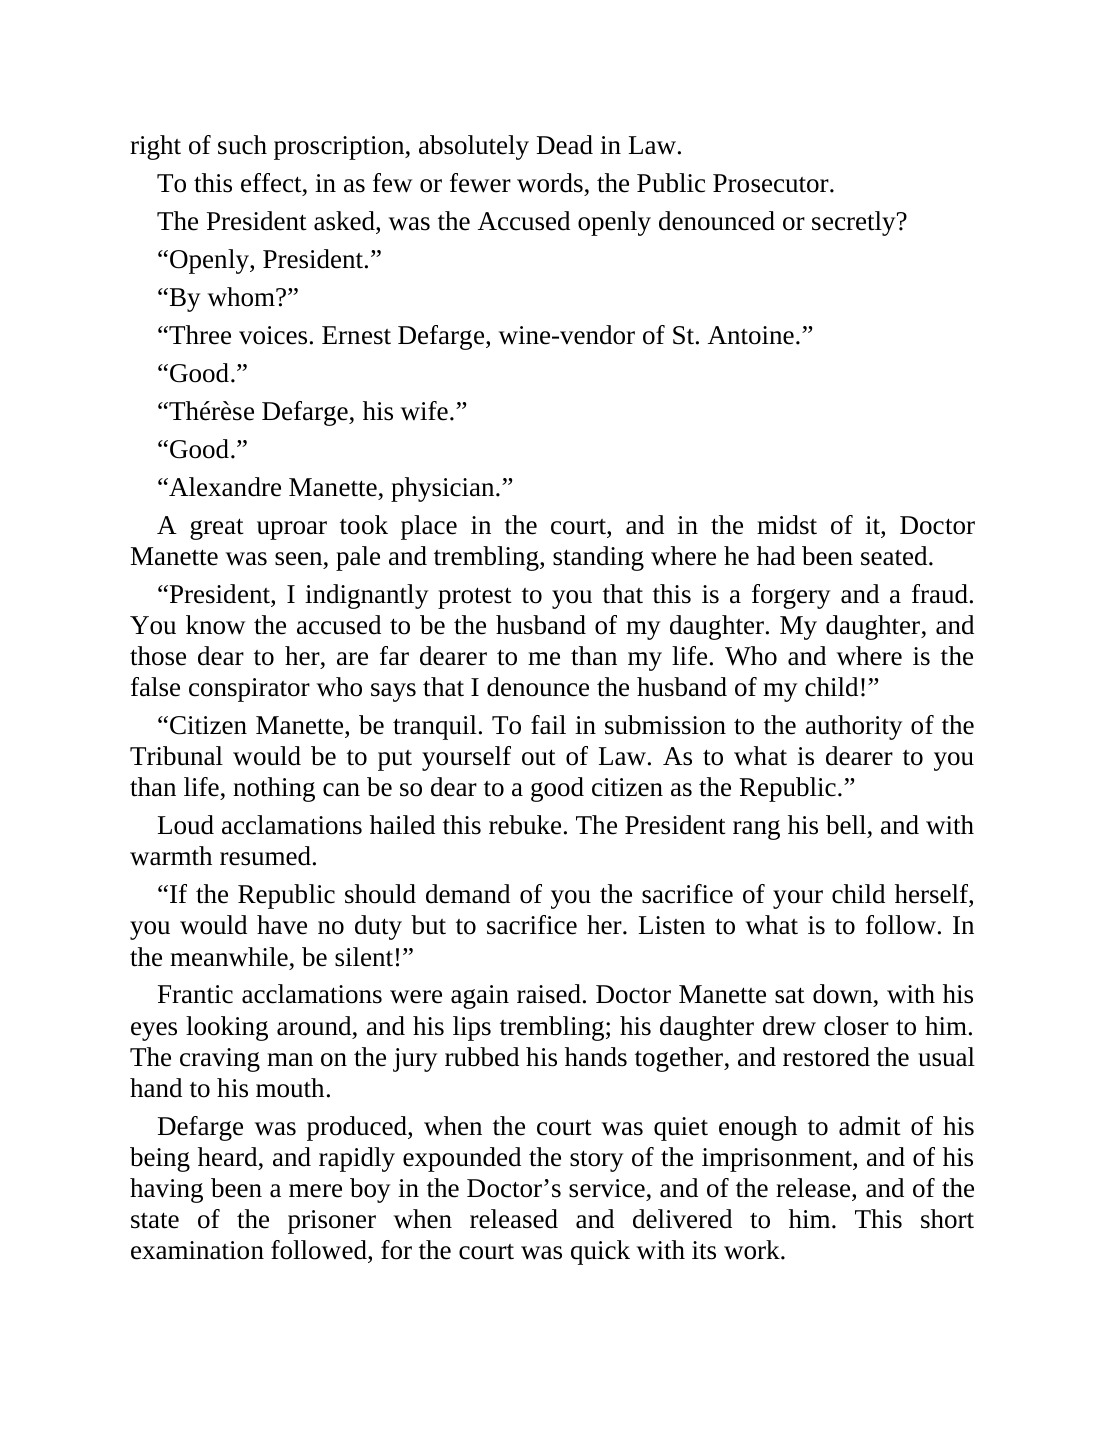 right of such proscription, absolutely Dead in Law.
To this effect, in as few or fewer words, the Public Prosecutor.
The President asked, was the Accused openly denounced or secretly?
“Openly, President.”
“By whom?”
“Three voices. Ernest Defarge, wine-vendor of St. Antoine.”
“Good.”
“Thérèse Defarge, his wife.”
“Good.”
“Alexandre Manette, physician.”
A great uproar took place in the court, and in the midst of it, Doctor
Manette was seen, pale and trembling, standing where he had been seated.
“President, I indignantly protest to you that this is a forgery and a fraud.
You know the accused to be the husband of my daughter. My daughter, and
those dear to her, are far dearer to me than my life. Who and where is the
false conspirator who says that I denounce the husband of my child!”
“Citizen Manette, be tranquil. To fail in submission to the authority of the
Tribunal would be to put yourself out of Law. As to what is dearer to you
than life, nothing can be so dear to a good citizen as the Republic.”
Loud acclamations hailed this rebuke. The President rang his bell, and with
warmth resumed.
“If the Republic should demand of you the sacrifice of your child herself,
you would have no duty but to sacrifice her. Listen to what is to follow. In
the meanwhile, be silent!”
Frantic acclamations were again raised. Doctor Manette sat down, with his
eyes looking around, and his lips trembling; his daughter drew closer to him.
The craving man on the jury rubbed his hands together, and restored the usual
hand to his mouth.
Defarge was produced, when the court was quiet enough to admit of his
being heard, and rapidly expounded the story of the imprisonment, and of his
having been a mere boy in the Doctor’s service, and of the release, and of the
state of the prisoner when released and delivered to him. This short
examination followed, for the court was quick with its work.